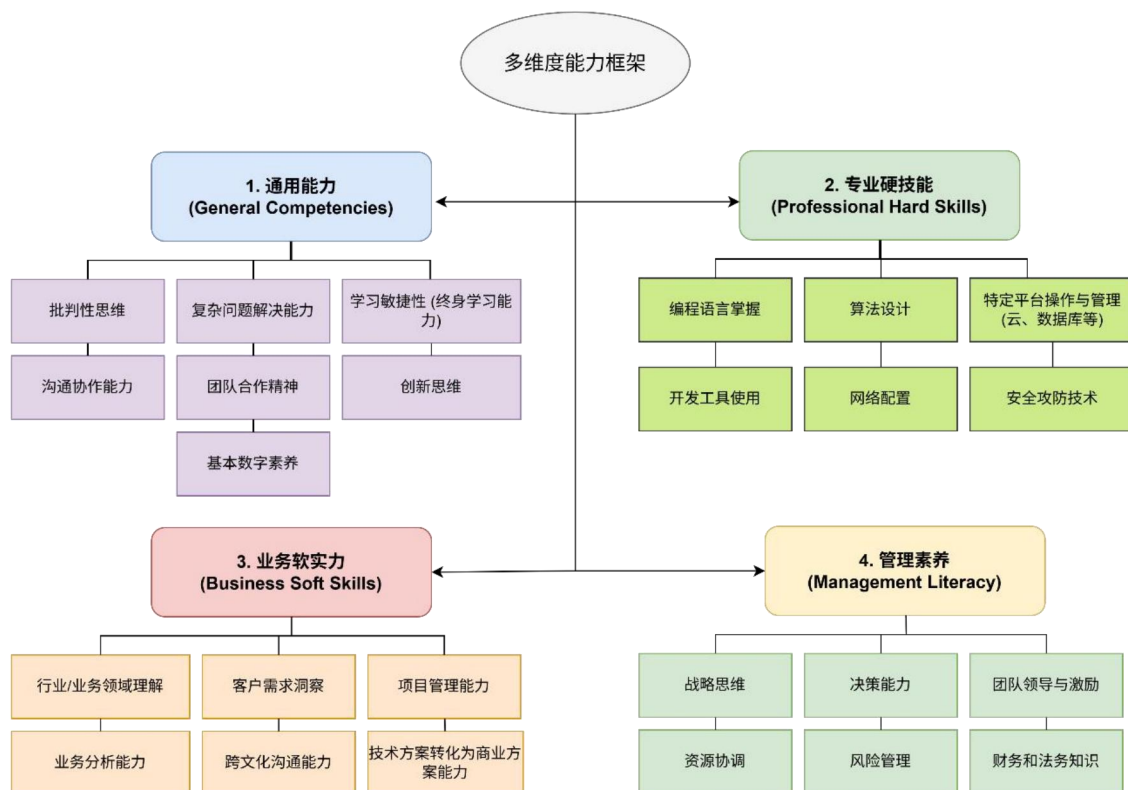 多维度能力框架
1. 通用能力
(General Competencies)
2. 专业硬技能
(Professional Hard Skills)
批判性思维
复杂问题解决能力
学习敏捷性 (终身学习能
力)
沟通协作能力
团队合作精神
创新思维
基本数字素养
编程语言掌握
算法设计
特定平台操作与管理
(云、数据库等)
开发工具使用
网络配置
安全攻防技术
3. 业务软实力
(Business Soft Skills)
4. 管理素养
(Management Literacy)
行业/业务领域理解
客户需求洞察
项目管理能力
业务分析能力
跨文化沟通能力
技术方案转化为商业方
案能力
战略思维
决策能力
团队领导与激励
资源协调
风险管理
财务和法务知识